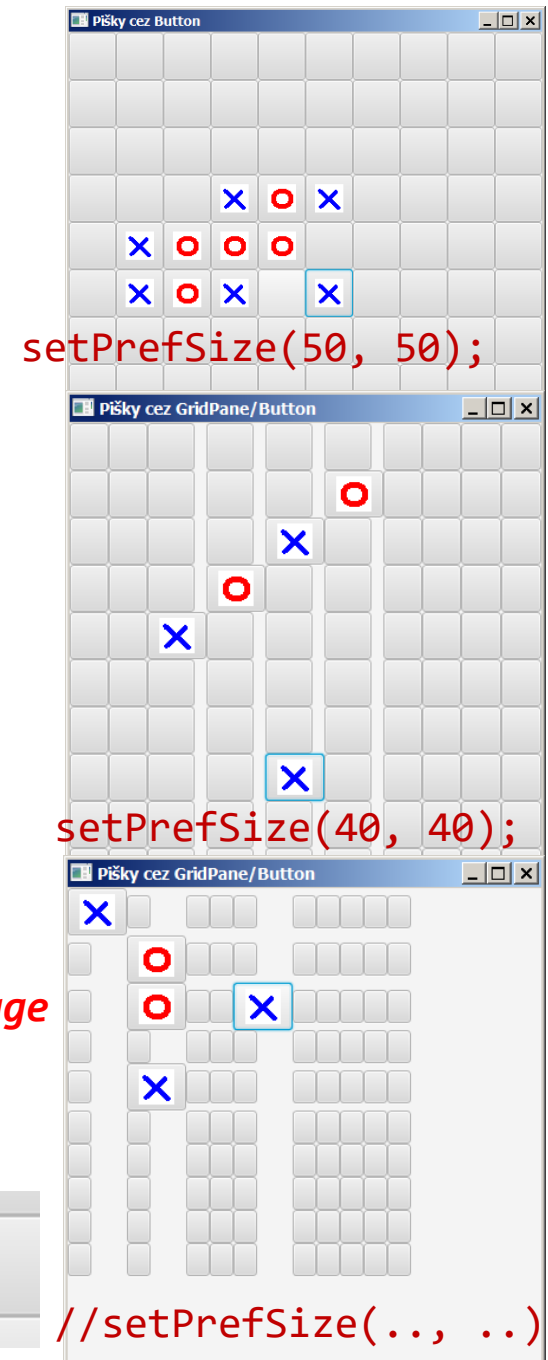 Pišky cez Button
setPrefSize(50, 50);
Pišky cez GridPane/Button
setPrefSize(40, 40);
Pišky cez GridPane/Button
//setPrefSize(.., ..)